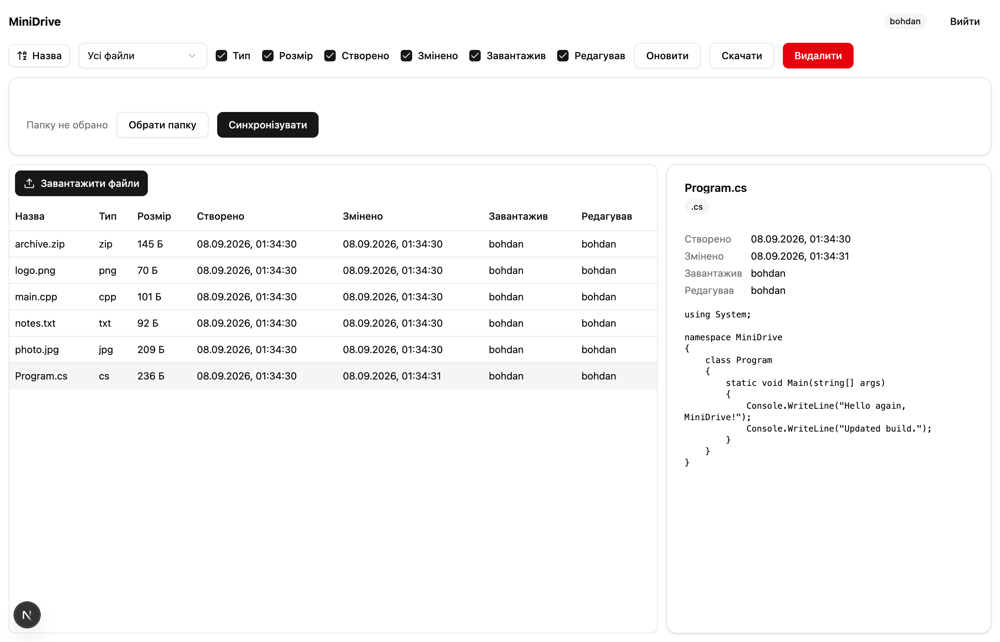 MiniDrive
bohdan
Вийти
Назва
Усі файли
Тип
Розмір
Створено
Змінено
Завантажив
Редагував
Оновити
Скачати
Видалити
Папку не обрано
Обрати папку
Синхронізувати
Завантажити файли
Назва Тип Розмір Створено Змінено Завантажив Редагував
archive.zip zip 145 Б 08.09.2026, 01:34:30 08.09.2026, 01:34:30 bohdan bohdan
logo.png png 70 Б 08.09.2026, 01:34:30 08.09.2026, 01:34:30 bohdan bohdan
main.cpp cpp 101 Б 08.09.2026, 01:34:30 08.09.2026, 01:34:30 bohdan bohdan
notes.txt txt 92 Б 08.09.2026, 01:34:30 08.09.2026, 01:34:30 bohdan bohdan
photo.jpg jpg 209 Б 08.09.2026, 01:34:30 08.09.2026, 01:34:30 bohdan bohdan
Program.cs cs 236 Б 08.09.2026, 01:34:30 08.09.2026, 01:34:31 bohdan bohdan
N
Program.cs
.cs
Створено 08.09.2026, 01:34:30
Змінено 08.09.2026, 01:34:31
Завантажив bohdan
Редагував bohdan
using System;
namespace MiniDrive
{
    class Program
    {
        static void Main(string[] args)
        {
            Console.WriteLine("Hello again,
MiniDrive!");
            Console.WriteLine("Updated build.");
        }
    }
}